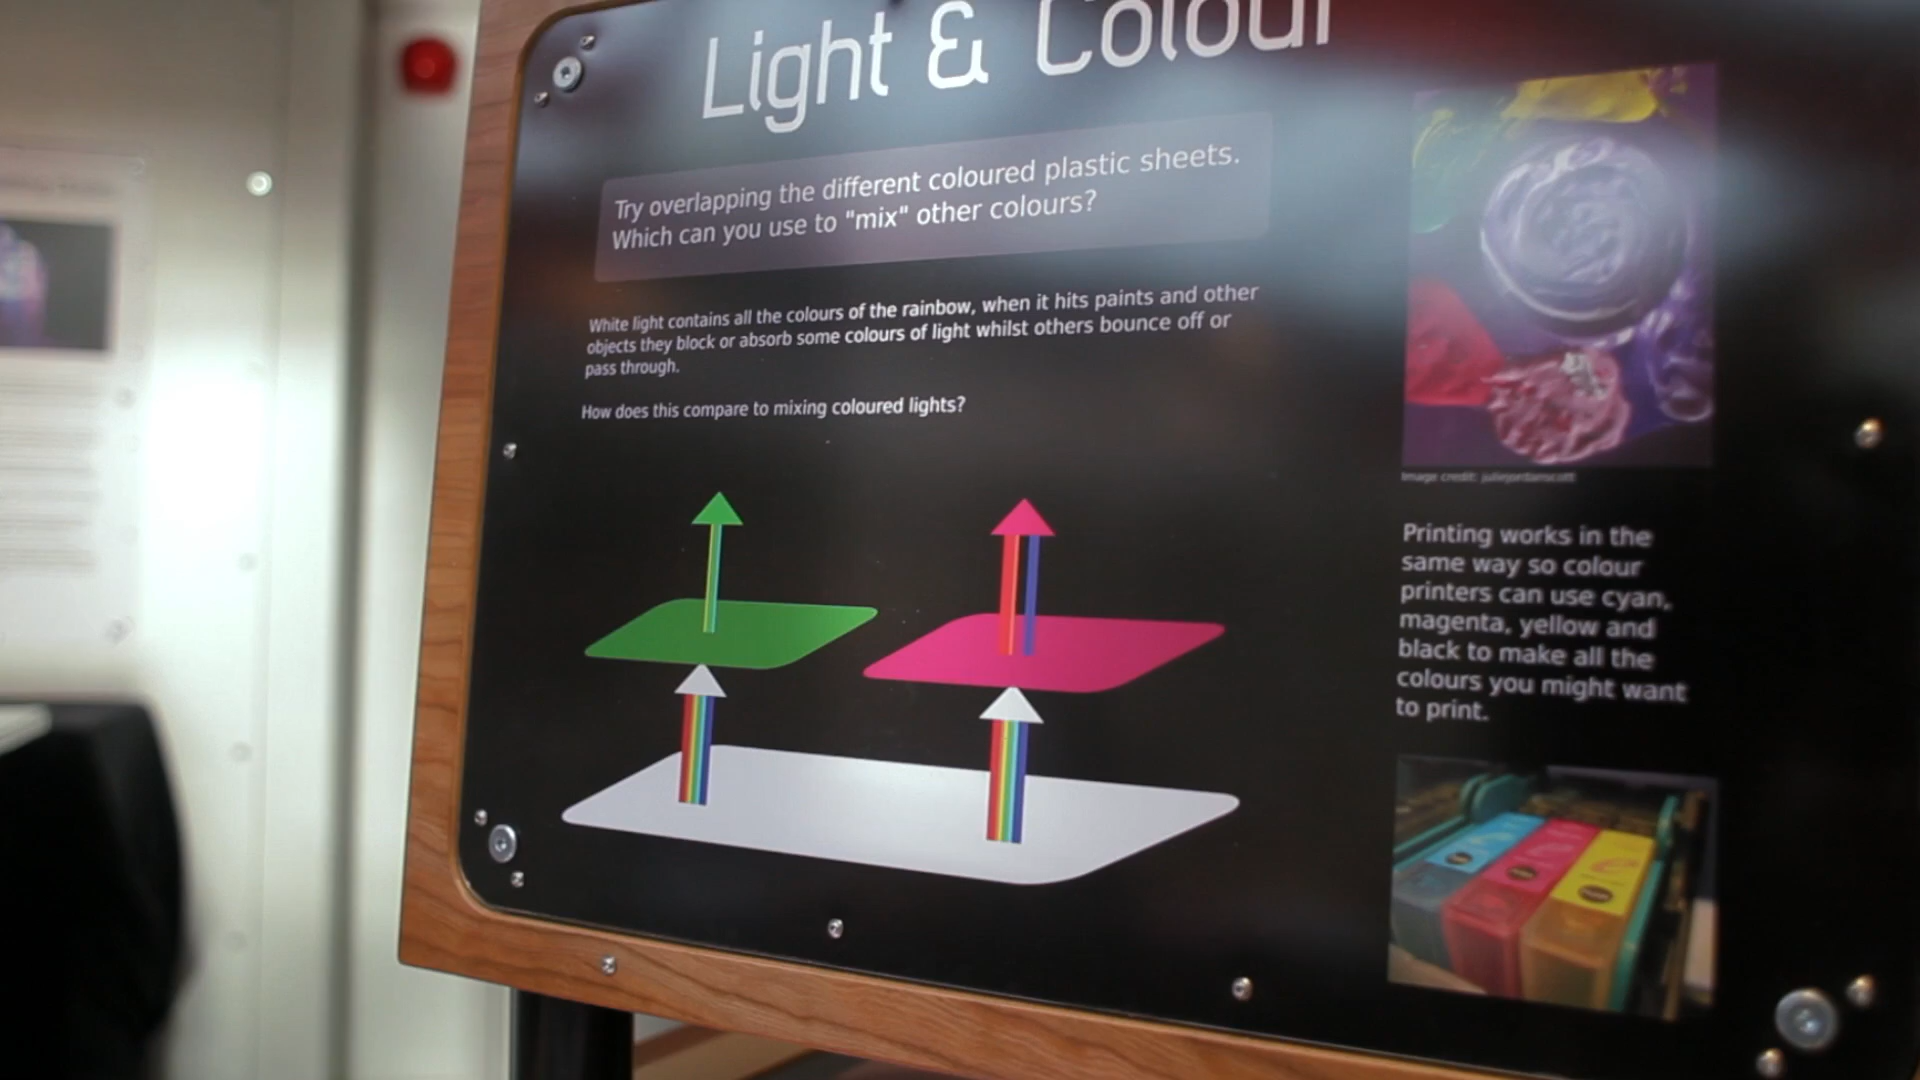 Light & Colour
Try overlapping the different coloured plastic sheets.
Which can you use to "mix" other colours?
White light contains all the colours of the rainbow, when it hits paints and other
objects they block or absorb some colours of light whilst others bounce off or
pass through.
How does this compare to mixing coloured lights?
Image credit: juliejordanscott
Printing works in the
same way so colour
printers can use cyan,
magenta, yellow and
black to make all the
colours you might want
to print.